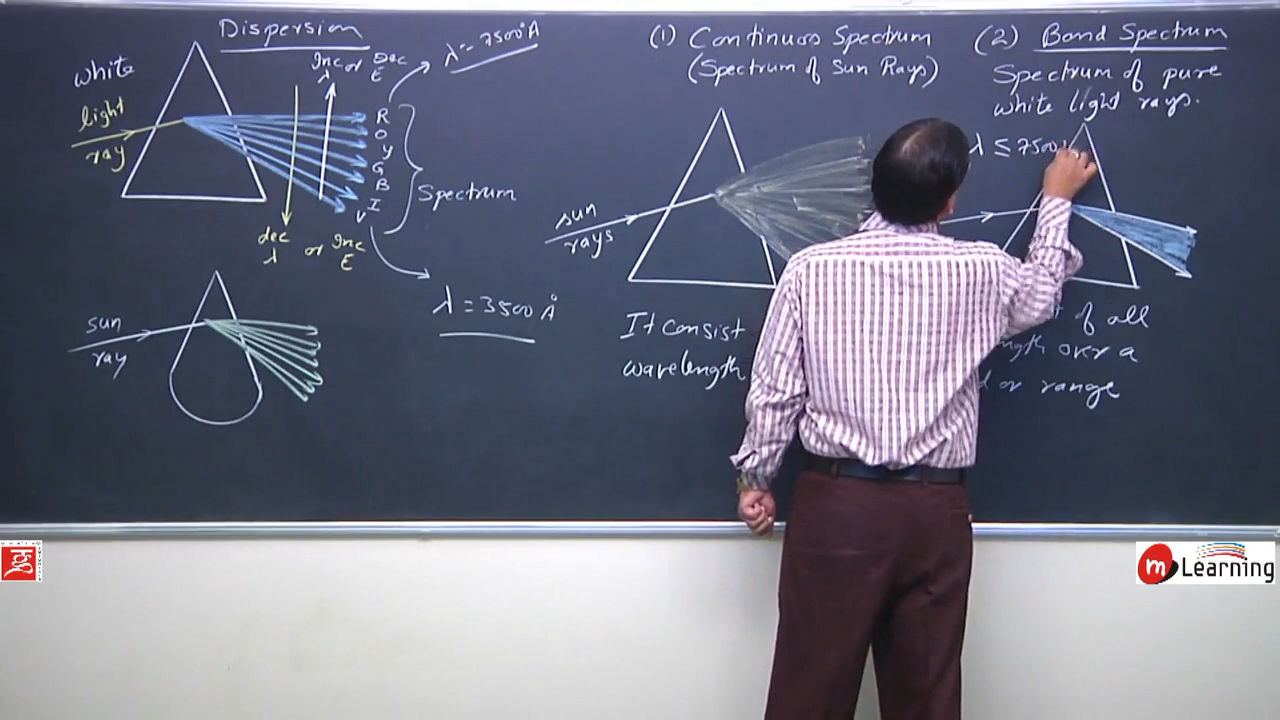 Dispersion
λ = 7500°A
white
light
ray
Inc or Dec
λ E
R
O
y
G
B
I
V
Spectrum
dec or Inc
λ E
λ = 3500 Å
sun
ray
(1) Continuos Spectrum
(Spectrum of Sun Rays)
sun
rays
It consist
wavelength
(2) Band Spectrum
Spectrum of pure
white light rays.
λ ≤ 7500
of all
over a
or range
m Learning